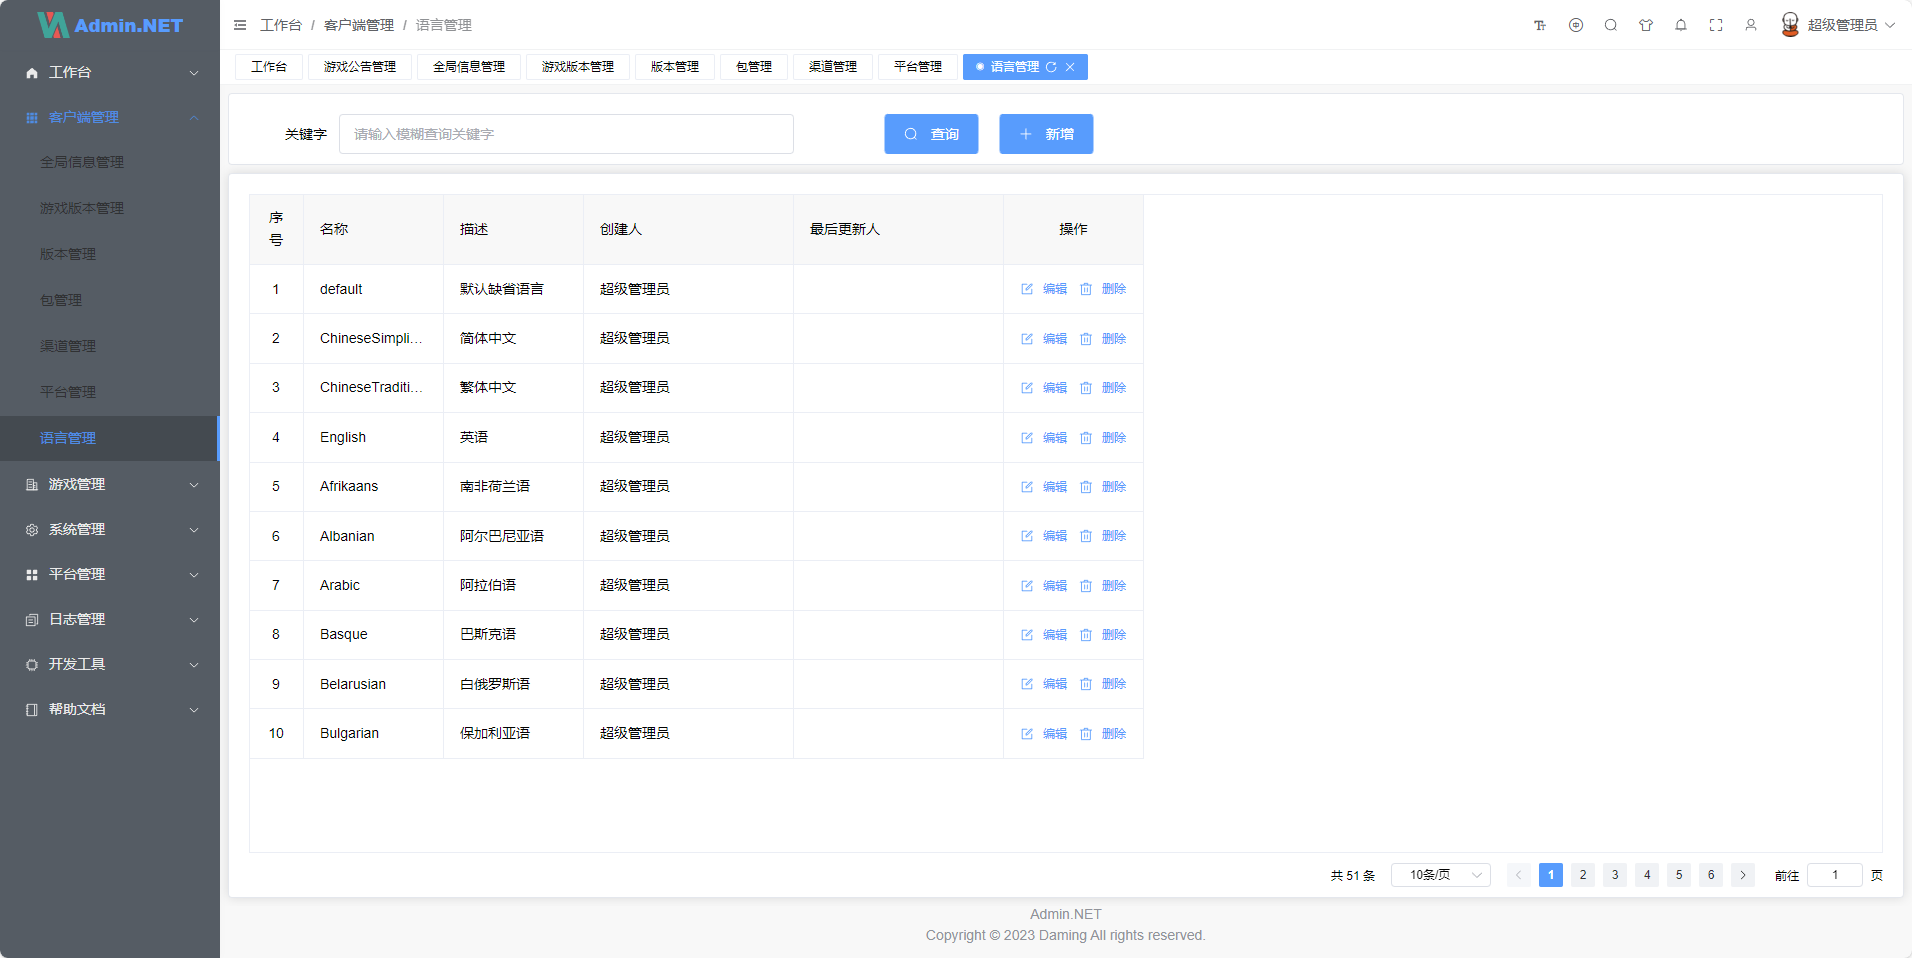 Admin.NET
工作台
客户端管理
全局信息管理
游戏版本管理
版本管理
包管理
渠道管理
平台管理
语言管理
游戏管理
系统管理
平台管理
日志管理
开发工具
帮助文档
工作台 / 客户端管理 / 语言管理
超级管理员
工作台 游戏公告管理 全局信息管理 游戏版本管理 版本管理 包管理 渠道管理 平台管理 语言管理
关键字 请输入模糊查询关键字 查询 新增
序号 名称 描述 创建人 最后更新人 操作
1 default 默认缺省语言 超级管理员 编辑 删除
2 ChineseSimpli... 简体中文 超级管理员 编辑 删除
3 ChineseTraditi... 繁体中文 超级管理员 编辑 删除
4 English 英语 超级管理员 编辑 删除
5 Afrikaans 南非荷兰语 超级管理员 编辑 删除
6 Albanian 阿尔巴尼亚语 超级管理员 编辑 删除
7 Arabic 阿拉伯语 超级管理员 编辑 删除
8 Basque 巴斯克语 超级管理员 编辑 删除
9 Belarusian 白俄罗斯语 超级管理员 编辑 删除
10 Bulgarian 保加利亚语 超级管理员 编辑 删除
共 51 条 10条/页 1 2 3 4 5 6 前往 1 页
Admin.NET
Copyright © 2023 Daming All rights reserved.